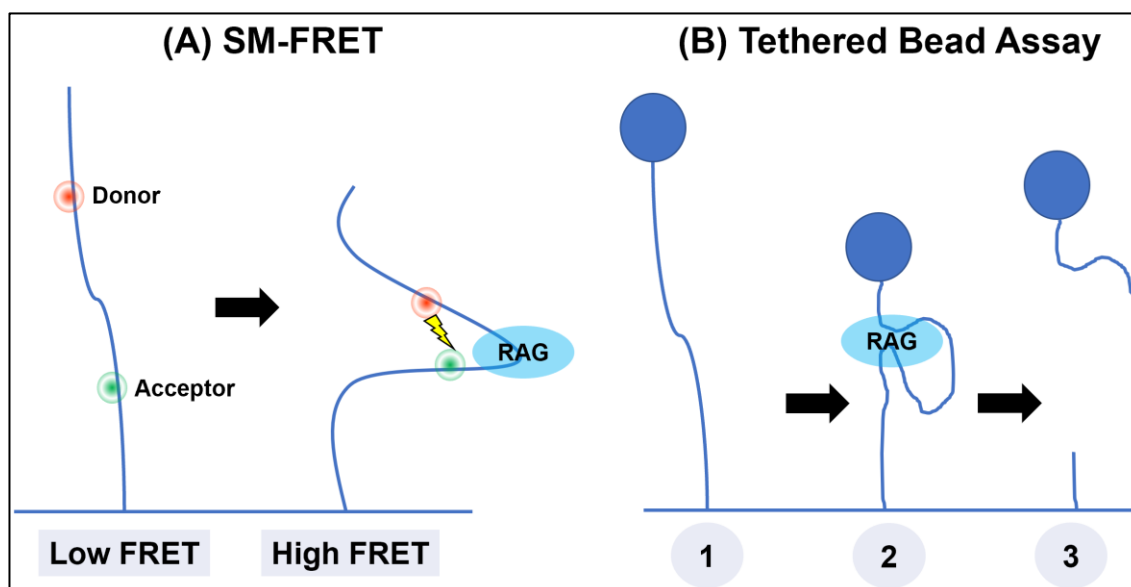 (A) SM-FRET
Donor
Acceptor
RAG
Low FRET
High FRET
(B) Tethered Bead Assay
RAG
1
2
3